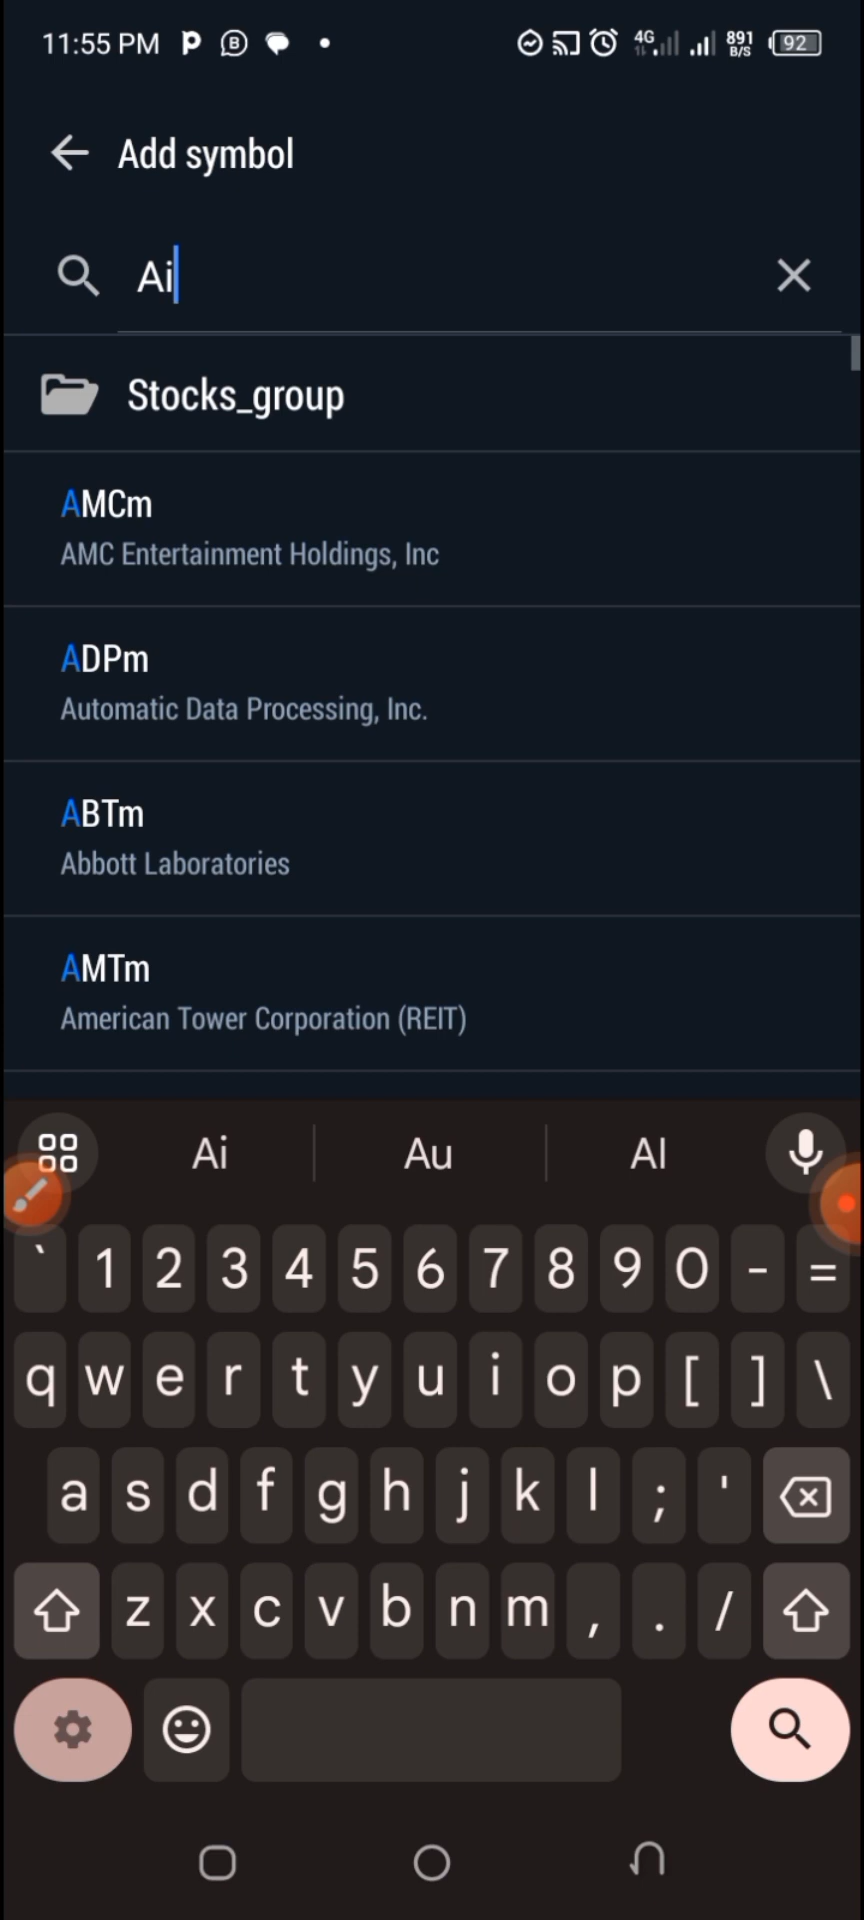 11:55 PM 4G 891 B/S 92
Add symbol
Ai
Stocks_group
AMCm
AMC Entertainment Holdings, Inc
ADPm
Automatic Data Processing, Inc.
ABTm
Abbott Laboratories
AMTm
American Tower Corporation (REIT)
Ai Au AI
` 1 2 3 4 5 6 7 8 9 0 - =
q w e r t y u i o p [ ] \
a s d f g h j k l ; '
z x c v b n m , . /